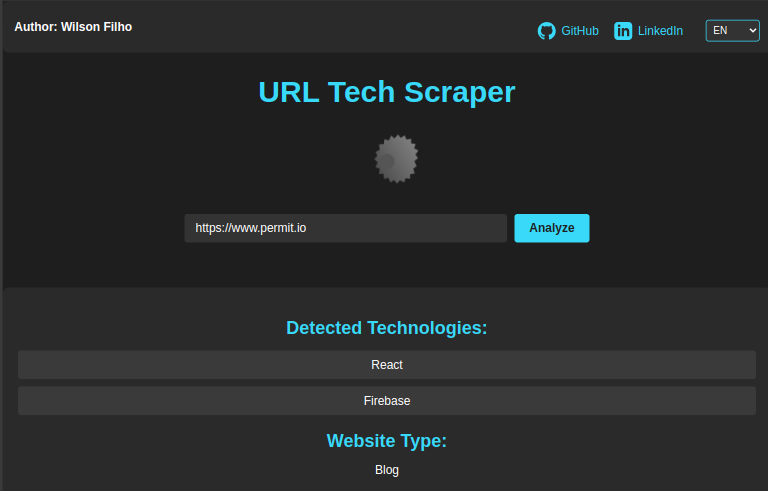 Author: Wilson Filho
GitHub
LinkedIn
EN
URL Tech Scraper
https://www.permit.io
Analyze
Detected Technologies:
React
Firebase
Website Type:
Blog